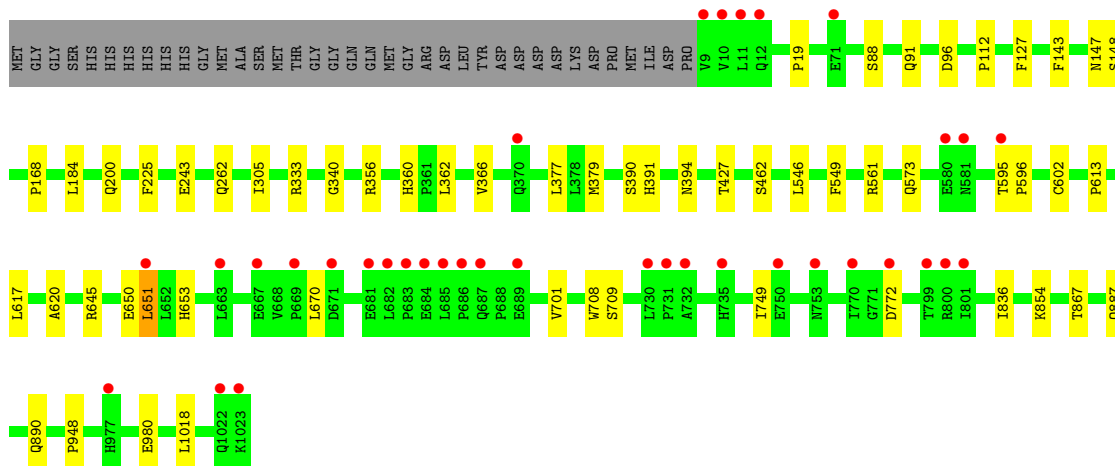 MET GLY GLY SER HIS HIS HIS HIS HIS HIS GLY MET ALA SER MET THR GLY GLY GLN GLN MET GLY ARG ASP LEU TYR ASP ASP ASP ASP LYS ASP PRO MET ILE ASP PRO V9 V10 L11 Q12 P19 E71 S88 Q91 D96 P112 F127 F143 N147 S148
P168 L184 Q200 F225 E243 Q262 I305 R333 G340 R356 H360 P361 L362 V366 Q370 L377 L378 M379 S390 H391 N394 T427 S462 L546 F549 R561 Q573 E580 N581 T595 P596 C602 P613
L617 A620 R645 E650 L651 L652 H653 L663 E667 V668 P669 L670 D671 E681 L682 P683 E684 L685 P686 Q687 P688 E689 V701 W708 S709 L730 P731 A732 H735 I749 E750 N753 I770 G771 D772 T799 R800 I801 I836 K854 T867
Q890 P948 H977 E980 L1018 Q1022 K1023